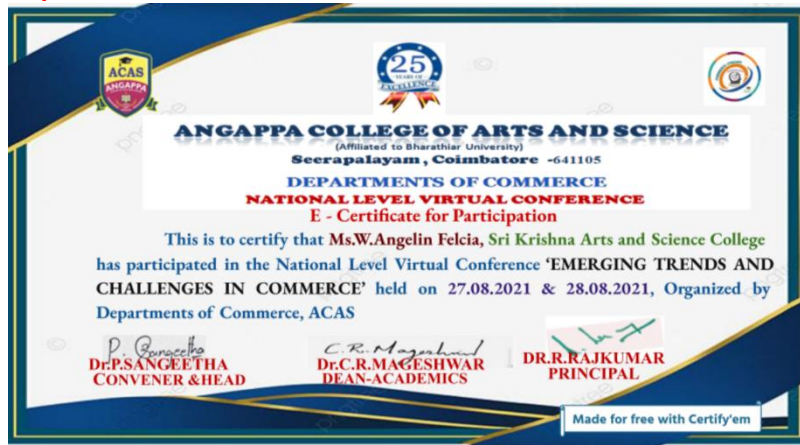 ACAS
ANGAPPA
25
YEARS OF
EXCELLENCE
ANGAPPA COLLEGE OF ARTS AND SCIENCE
(Affiliated to Bharathiar University)
Seerapalayam, Coimbatore -641105
DEPARTMENTS OF COMMERCE
NATIONAL LEVEL VIRTUAL CONFERENCE
E - Certificate for Participation
This is to certify that Ms.W.Angelin Felcia, Sri Krishna Arts and Science College
has participated in the National Level Virtual Conference ‘EMERGING TRENDS AND
CHALLENGES IN COMMERCE’ held on 27.08.2021 & 28.08.2021, Organized by
Departments of Commerce, ACAS
P. Sangeetha
C.R. Mageshwar
Dr.P.SANGEETHA
CONVENER &HEAD
Dr.C.R.MAGESHWAR
DEAN-ACADEMICS
DR.R.RAJKUMAR
PRINCIPAL
Made for free with Certify'em